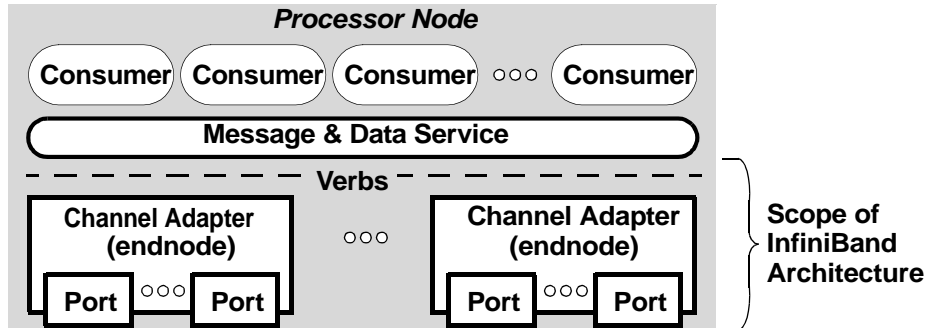 Processor Node
Consumer Consumer Consumer Consumer
Message & Data Service
Verbs
Channel Adapter
(endnode)
Port Port
Channel Adapter
(endnode)
Port Port
Scope of
InfiniBand
Architecture